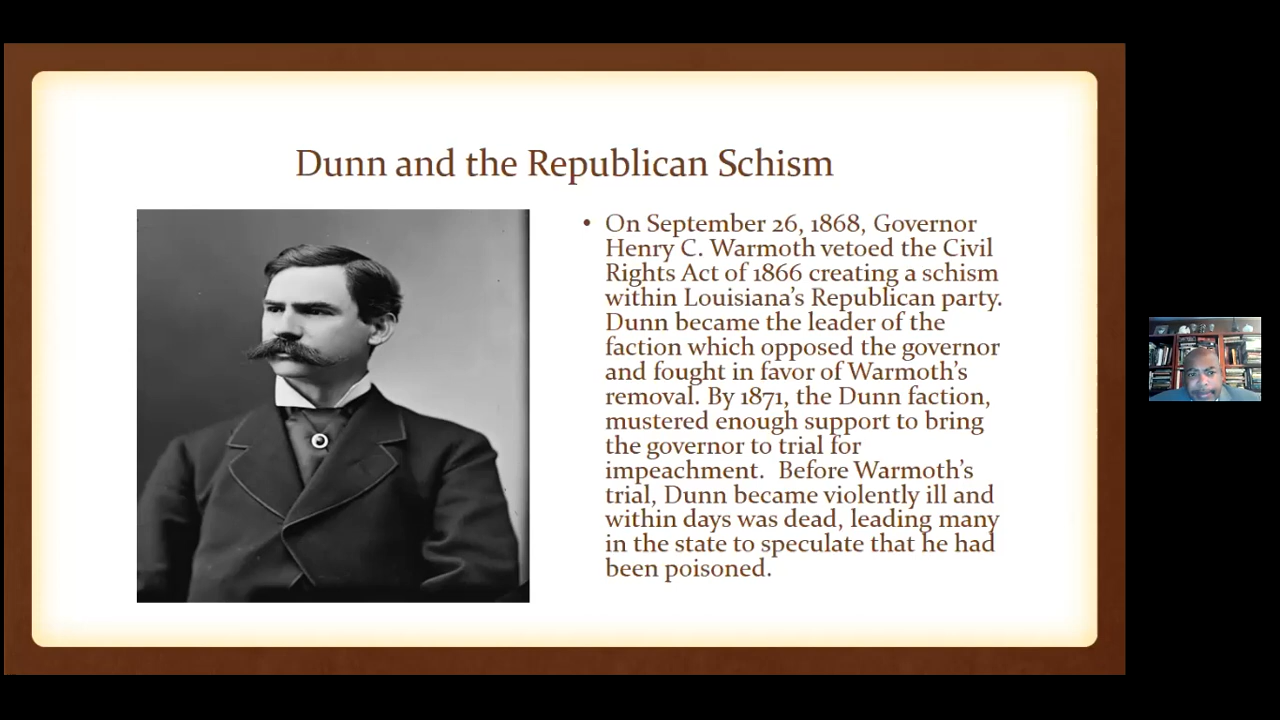 Dunn and the Republican Schism
• On September 26, 1868, Governor
Henry C. Warmoth vetoed the Civil
Rights Act of 1866 creating a schism
within Louisiana’s Republican party.
Dunn became the leader of the
faction which opposed the governor
and fought in favor of Warmoth’s
removal. By 1871, the Dunn faction,
mustered enough support to bring
the governor to trial for
impeachment.  Before Warmoth’s
trial, Dunn became violently ill and
within days was dead, leading many
in the state to speculate that he had
been poisoned.